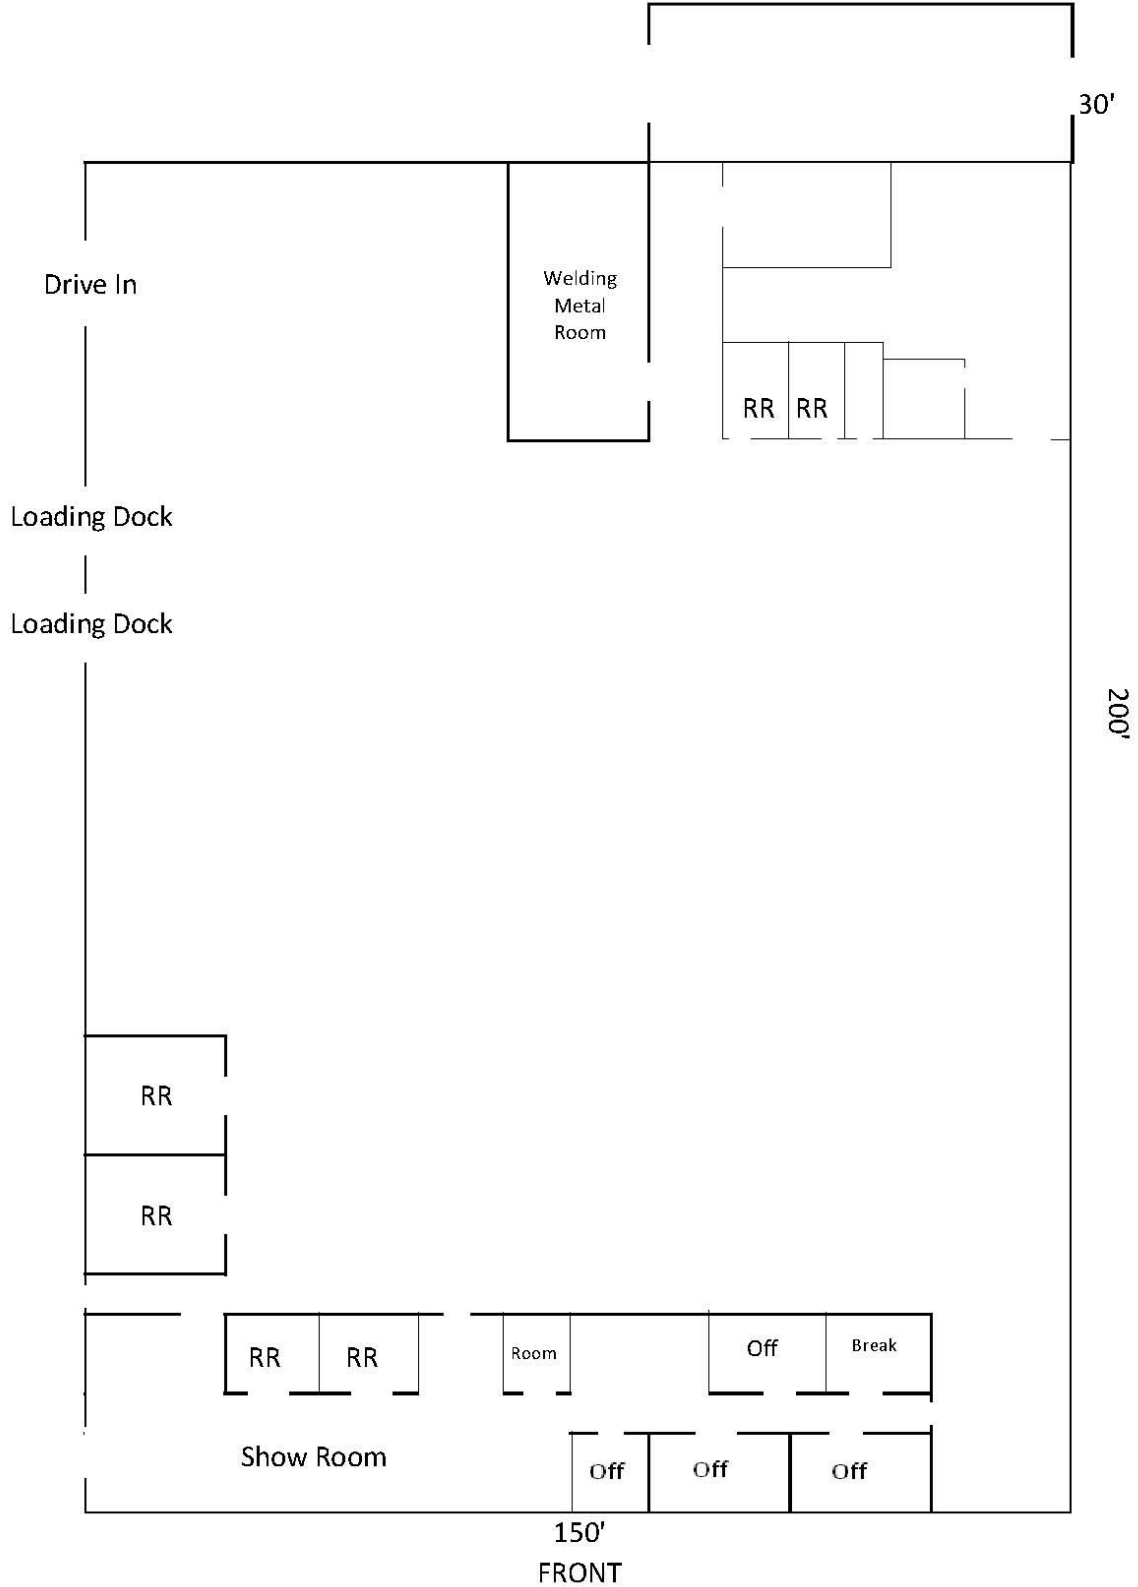 30'
Drive In
Welding
Metal
Room
RR
RR
Loading Dock
Loading Dock
200'
RR
RR
RR
RR
Room
Off
Break
Show Room
Off
Off
Off
150'
FRONT